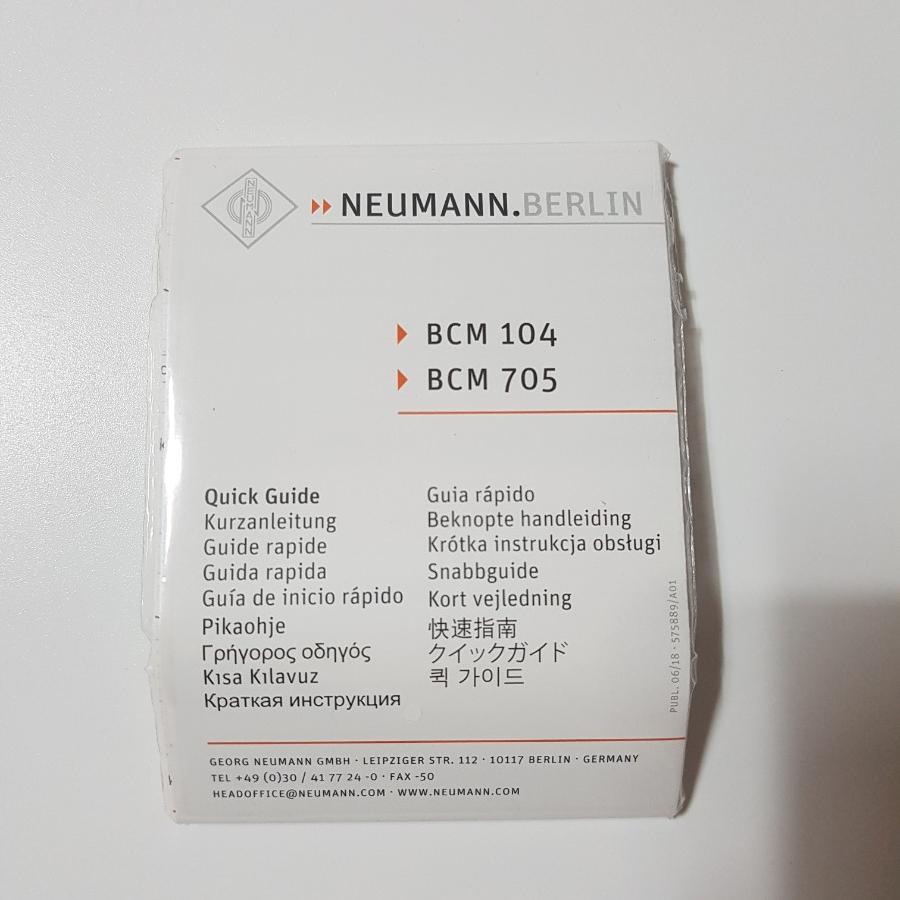 NEUMANN
NEUMANN.BERLIN
BCM 104
BCM 705
Quick Guide
Kurzanleitung
Guide rapide
Guida rapida
Guía de inicio rápido
Pikaohje
Γρήγορος οδηγός
Kısa Kılavuz
Краткая инструкция
Guia rápido
Beknopte handleiding
Krótka instrukcja obsługi
Snabbguide
Kort vejledning
快速指南
クイックガイド
퀵 가이드
PUBL. 06/18 · 575889/A01
GEORG NEUMANN GMBH · LEIPZIGER STR. 112 · 10117 BERLIN · GERMANY
TEL +49 (0)30 / 41 77 24 -0 · FAX -50
HEADOFFICE@NEUMANN.COM · WWW.NEUMANN.COM